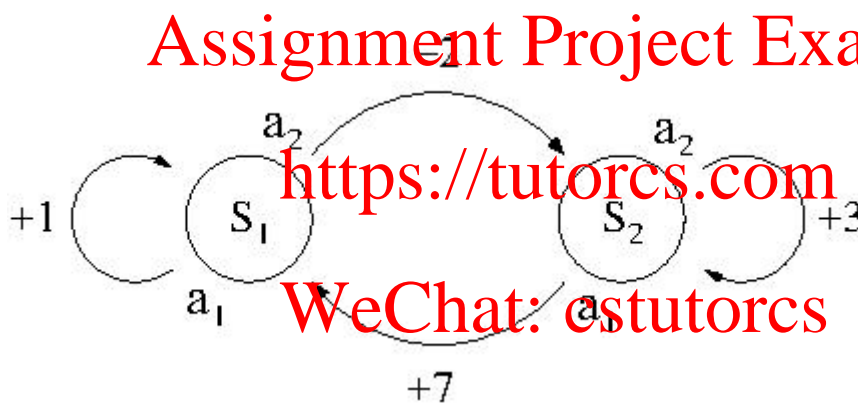 Assignment Project Exa
-2
a2 a2
https://tutorcs.com
+1 S1 S2 +3
a1 a1
WeChat: cstutorcs
+7